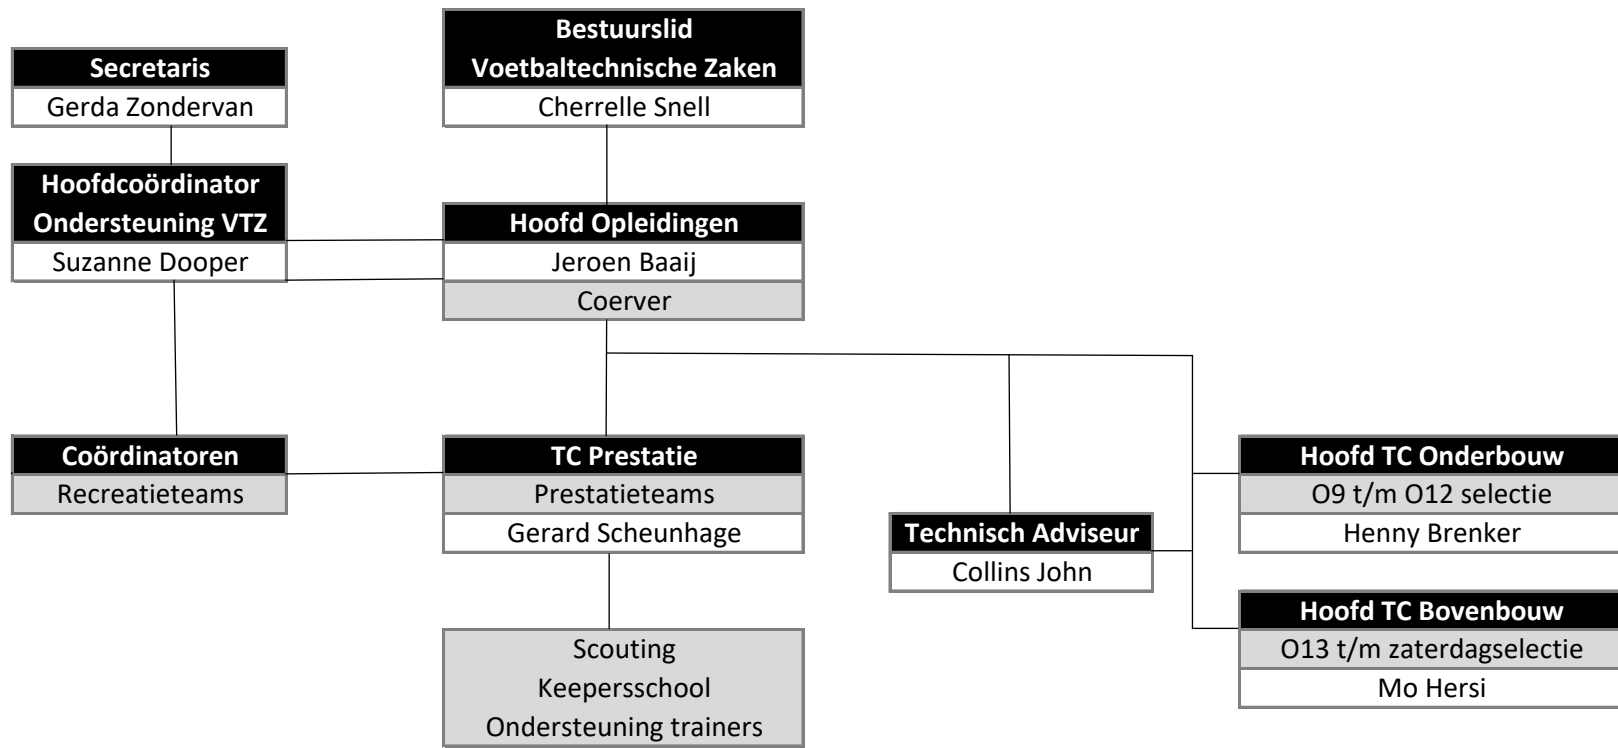 Secretaris
Gerda Zondervan
Bestuurslid
Voetbaltechnische Zaken
Cherrelle Snell
Hoofdcoördinator
Ondersteuning VTZ
Suzanne Dooper
Hoofd Opleidingen
Jeroen Baaij
Coerver
Coördinatoren
Recreatieteams
TC Prestatie
Prestatieteams
Gerard Scheunhage
Technisch Adviseur
Collins John
Hoofd TC Onderbouw
O9 t/m O12 selectie
Henny Brenker
Hoofd TC Bovenbouw
O13 t/m zaterdagselectie
Mo Hersi
Scouting
Keepersschool
Ondersteuning trainers